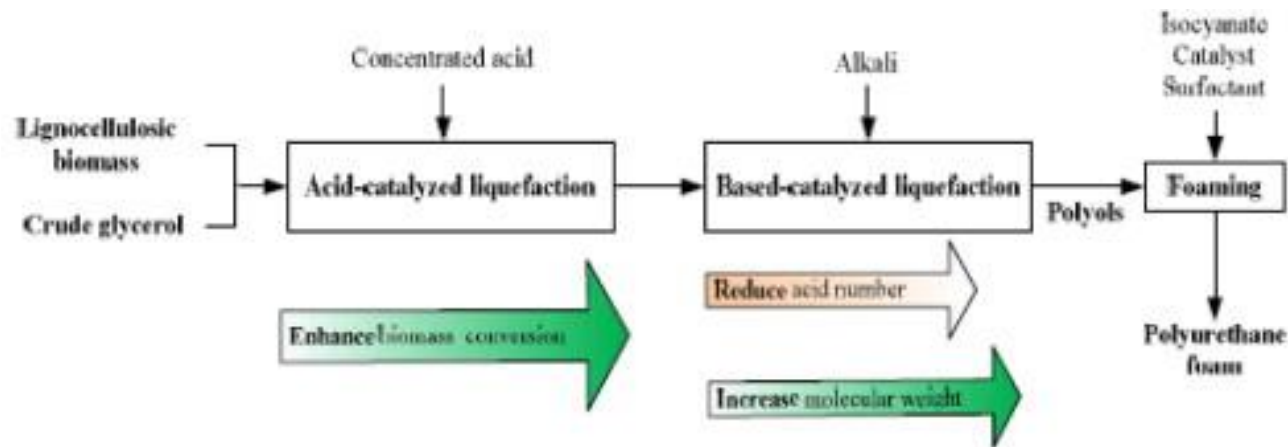 Concentrated acid
Alkali
Isocyanate
Catalyst
Surfactant
Lignocellulosic
biomass
Crude glycerol
Acid-catalyzed liquefaction
Based-catalyzed liquefaction
Polyols
Foaming
Enhance biomass conversion
Reduce acid number
Increase molecular weight
Polyurethane
foam